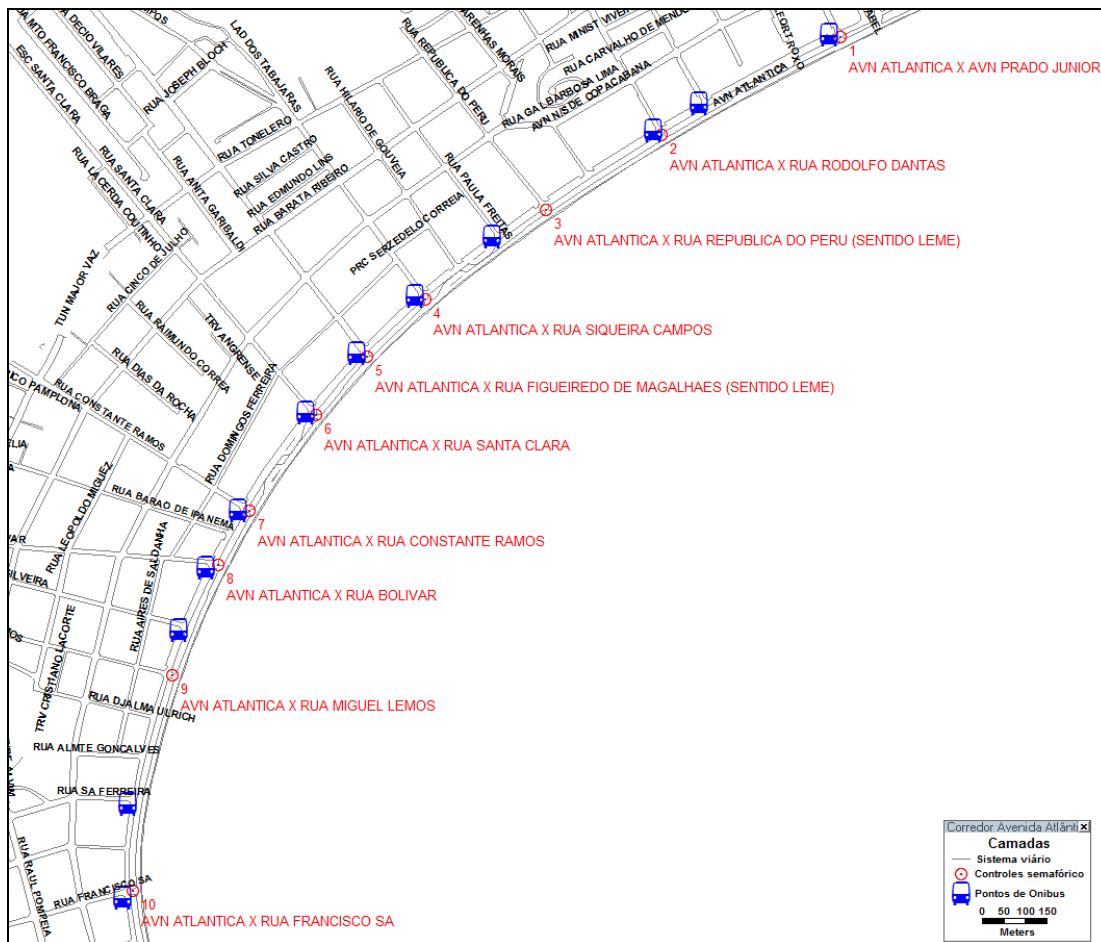 RUA MTO FRANCISCO BRAGA
DECIO VILARES
ESC SANTA CLARA
RUA JOSEPH BLOCH
LAD DOS TABAJARAS
RUA REPUBLICA DO PERU
RUA MINIST VIVEI
RUA CARVALHO DE MENDO
RUA GAL BARBOSA LIMA
AVN N/S DE COPACABANA
AVN ATLANTICA
1
AVN ATLANTICA X AVN PRADO JUNIOR
RUA HILARIO DE GOUVEIA
RUA TONELERO
RUA SILVA CASTRO
RUA EDMUNDO LINS
RUA BARATA RIBEIRO
RUA SANTA CLARA
RUA LACERDA COUTINHO
RUA ANITA GARIBALDI
2
AVN ATLANTICA X RUA RODOLFO DANTAS
RUA PAULA FREITAS
PRC SERZEDELO CORREIA
3
AVN ATLANTICA X RUA REPUBLICA DO PERU (SENTIDO LEME)
TUN MAJOR VAZ
RUA CINCO DE JULHO
RUA RAIMUNDO CORREA
TRV ANGRENSE
4
AVN ATLANTICA X RUA SIQUEIRA CAMPOS
RUA DIAS DA ROCHA
5
AVN ATLANTICA X RUA FIGUEIREDO DE MAGALHAES (SENTIDO LEME)
ICO PAMPLONA
RUA CONSTANTE RAMOS
RUA DOMINGOS FERREIRA
6
AVN ATLANTICA X RUA SANTA CLARA
RUA LEOPOLDO MIGUEZ
RUA BARAO DE IPANEMA
7
AVN ATLANTICA X RUA CONSTANTE RAMOS
VAR
SILVEIRA
RUA AIRES DE SALDANHA
8
AVN ATLANTICA X RUA BOLIVAR
TRV CRISTIANO LACORTE
9
AVN ATLANTICA X RUA MIGUEL LEMOS
RUA DJALMA ULRICH
RUA ALMTE GONCALVES
RUA SA FERREIRA
RUA RAUL POMPEIA
RUA FRANCISCO SA
10
AVN ATLANTICA X RUA FRANCISCO SA
Corredor Avenida Atlânti
Camadas
Sistema viário
Controles semafórico
Pontos de Onibus
0 50 100 150
Meters